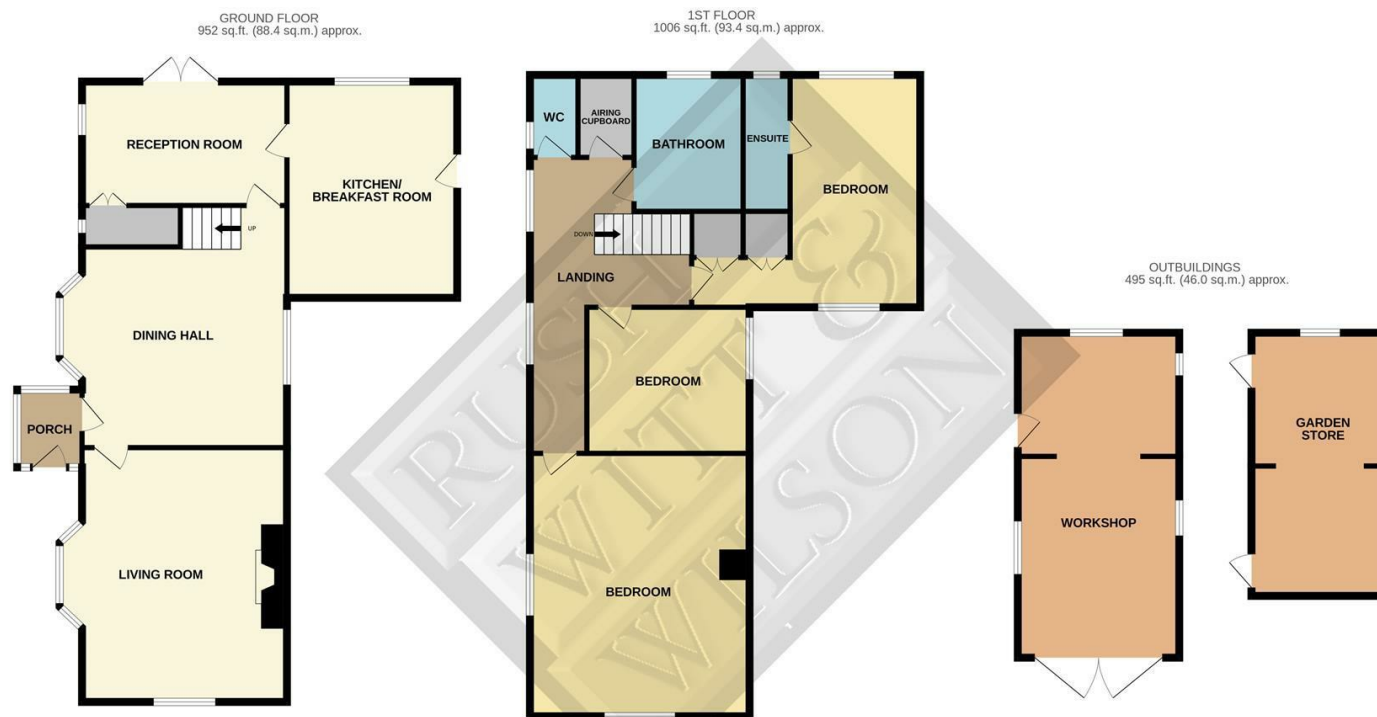 GROUND FLOOR
952 sq.ft. (88.4 sq.m.) approx.
RECEPTION ROOM
KITCHEN/
BREAKFAST ROOM
UP
DINING HALL
PORCH
LIVING ROOM
1ST FLOOR
1006 sq.ft. (93.4 sq.m.) approx.
WC
AIRING
CUPBOARD
BATHROOM
ENSUITE
BEDROOM
DOWN
LANDING
BEDROOM
BEDROOM
RUSH
WITT &
WILSON
OUTBUILDINGS
495 sq.ft. (46.0 sq.m.) approx.
WORKSHOP
GARDEN
STORE